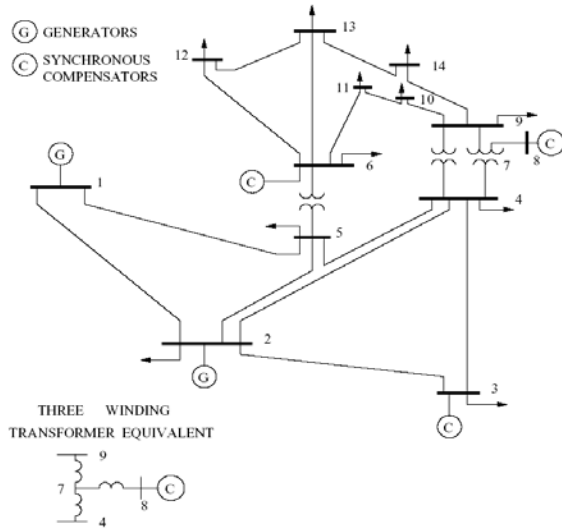 G GENERATORS
C SYNCHRONOUS
COMPENSATORS
13
12
14
11
10
9
G
C
7
8
C
6
1
4
5
2
G
3
C
THREE WINDING
TRANSFORMER EQUIVALENT
9
7
C
8
4